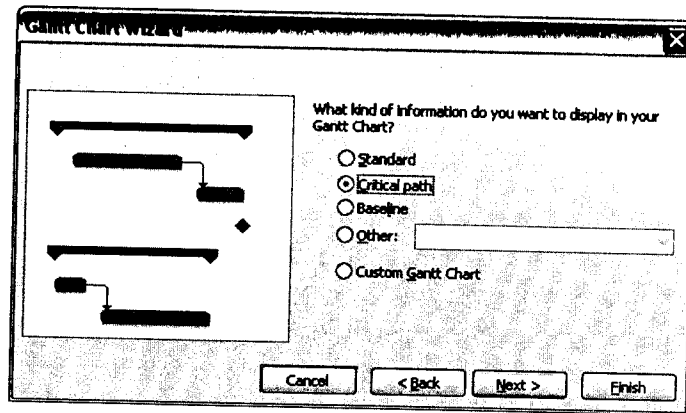 Gantt Chart Wizard
What kind of information do you want to display in your
Gantt Chart?
Standard
Critical path
Baseline
Other:
Custom Gantt Chart
Cancel
< Back
Next >
Finish